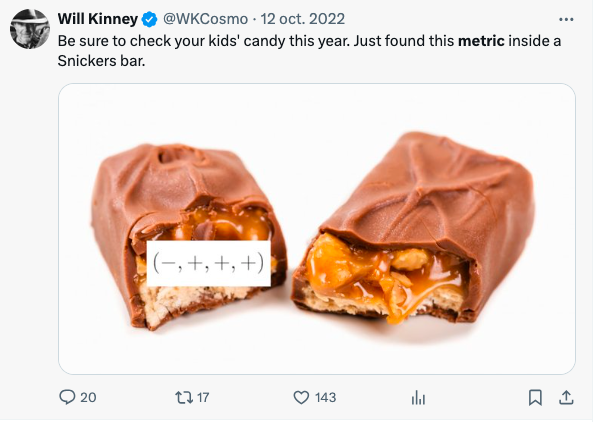 Will Kinney @WKCosmo · 12 oct. 2022
Be sure to check your kids' candy this year. Just found this metric inside a
Snickers bar.
(−, +, +, +)
20 17 143